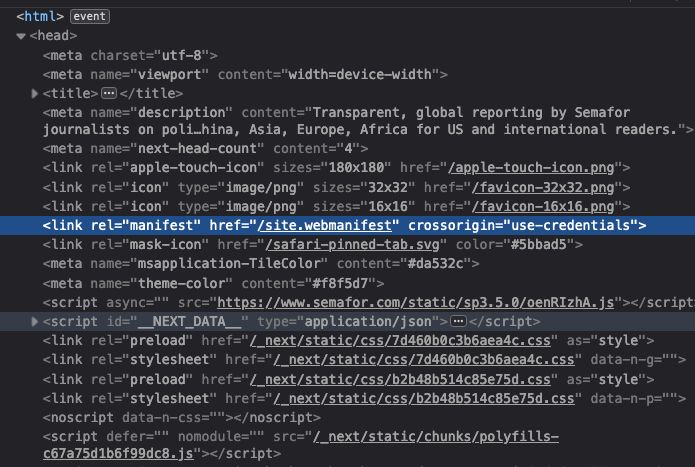 <html> event
<head>
<meta charset="utf-8">
<meta name="viewport" content="width=device-width">
<title>⋯</title>
<meta name="description" content="Transparent, global reporting by Semafor
journalists on poli…hina, Asia, Europe, Africa for US and international readers.">
<meta name="next-head-count" content="4">
<link rel="apple-touch-icon" sizes="180x180" href="/apple-touch-icon.png">
<link rel="icon" type="image/png" sizes="32x32" href="/favicon-32x32.png">
<link rel="icon" type="image/png" sizes="16x16" href="/favicon-16x16.png">
<link rel="manifest" href="/site.webmanifest" crossorigin="use-credentials">
<link rel="mask-icon" href="/safari-pinned-tab.svg" color="#5bbad5">
<meta name="msapplication-TileColor" content="#da532c">
<meta name="theme-color" content="#f8f5d7">
<script async="" src="https://www.semafor.com/static/sp3.5.0/oenRIzhA.js"></script
<script id="__NEXT_DATA__" type="application/json">⋯</script>
<link rel="preload" href="/_next/static/css/7d460b0c3b6aea4c.css" as="style">
<link rel="stylesheet" href="/_next/static/css/7d460b0c3b6aea4c.css" data-n-g="">
<link rel="preload" href="/_next/static/css/b2b48b514c85e75d.css" as="style">
<link rel="stylesheet" href="/_next/static/css/b2b48b514c85e75d.css" data-n-p="">
<noscript data-n-css=""></noscript>
<script defer="" nomodule="" src="/_next/static/chunks/polyfills-
c67a75d1b6f99dc8.js"></script>